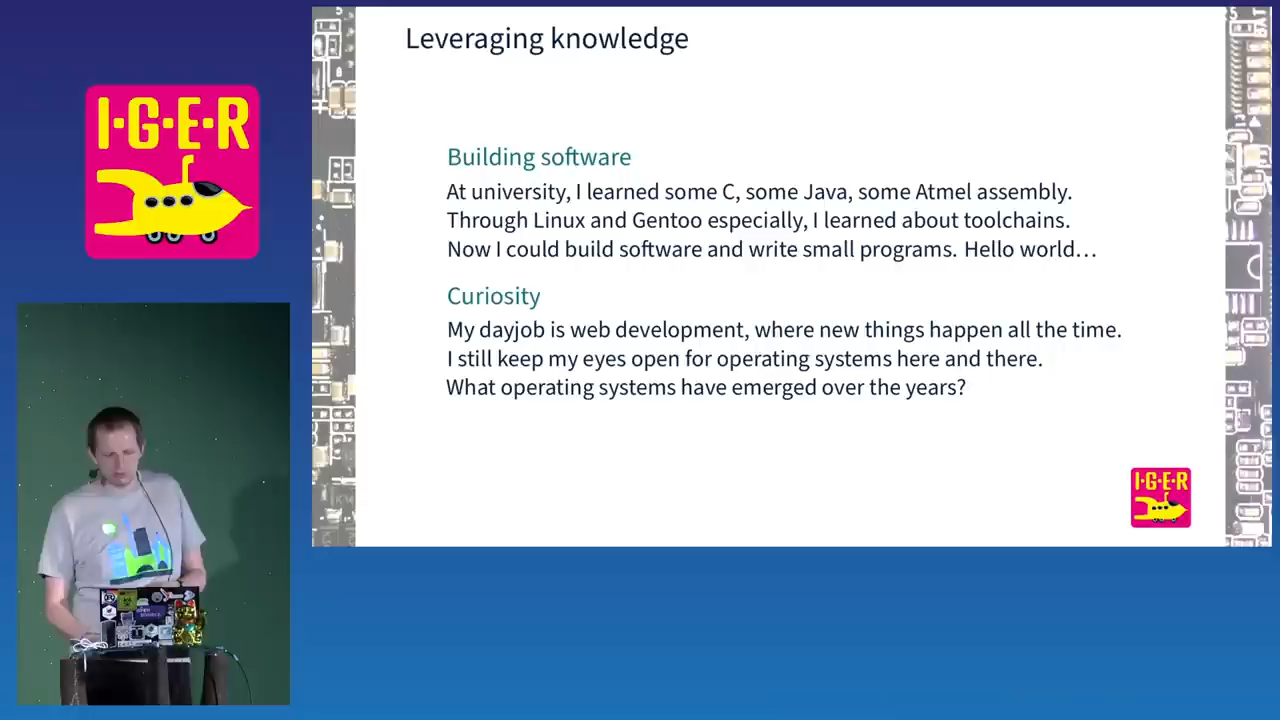 I·G·E·R
Leveraging knowledge
Building software
At university, I learned some C, some Java, some Atmel assembly.
Through Linux and Gentoo especially, I learned about toolchains.
Now I could build software and write small programs. Hello world…
Curiosity
My dayjob is web development, where new things happen all the time.
I still keep my eyes open for operating systems here and there.
What operating systems have emerged over the years?
I·G·E·R